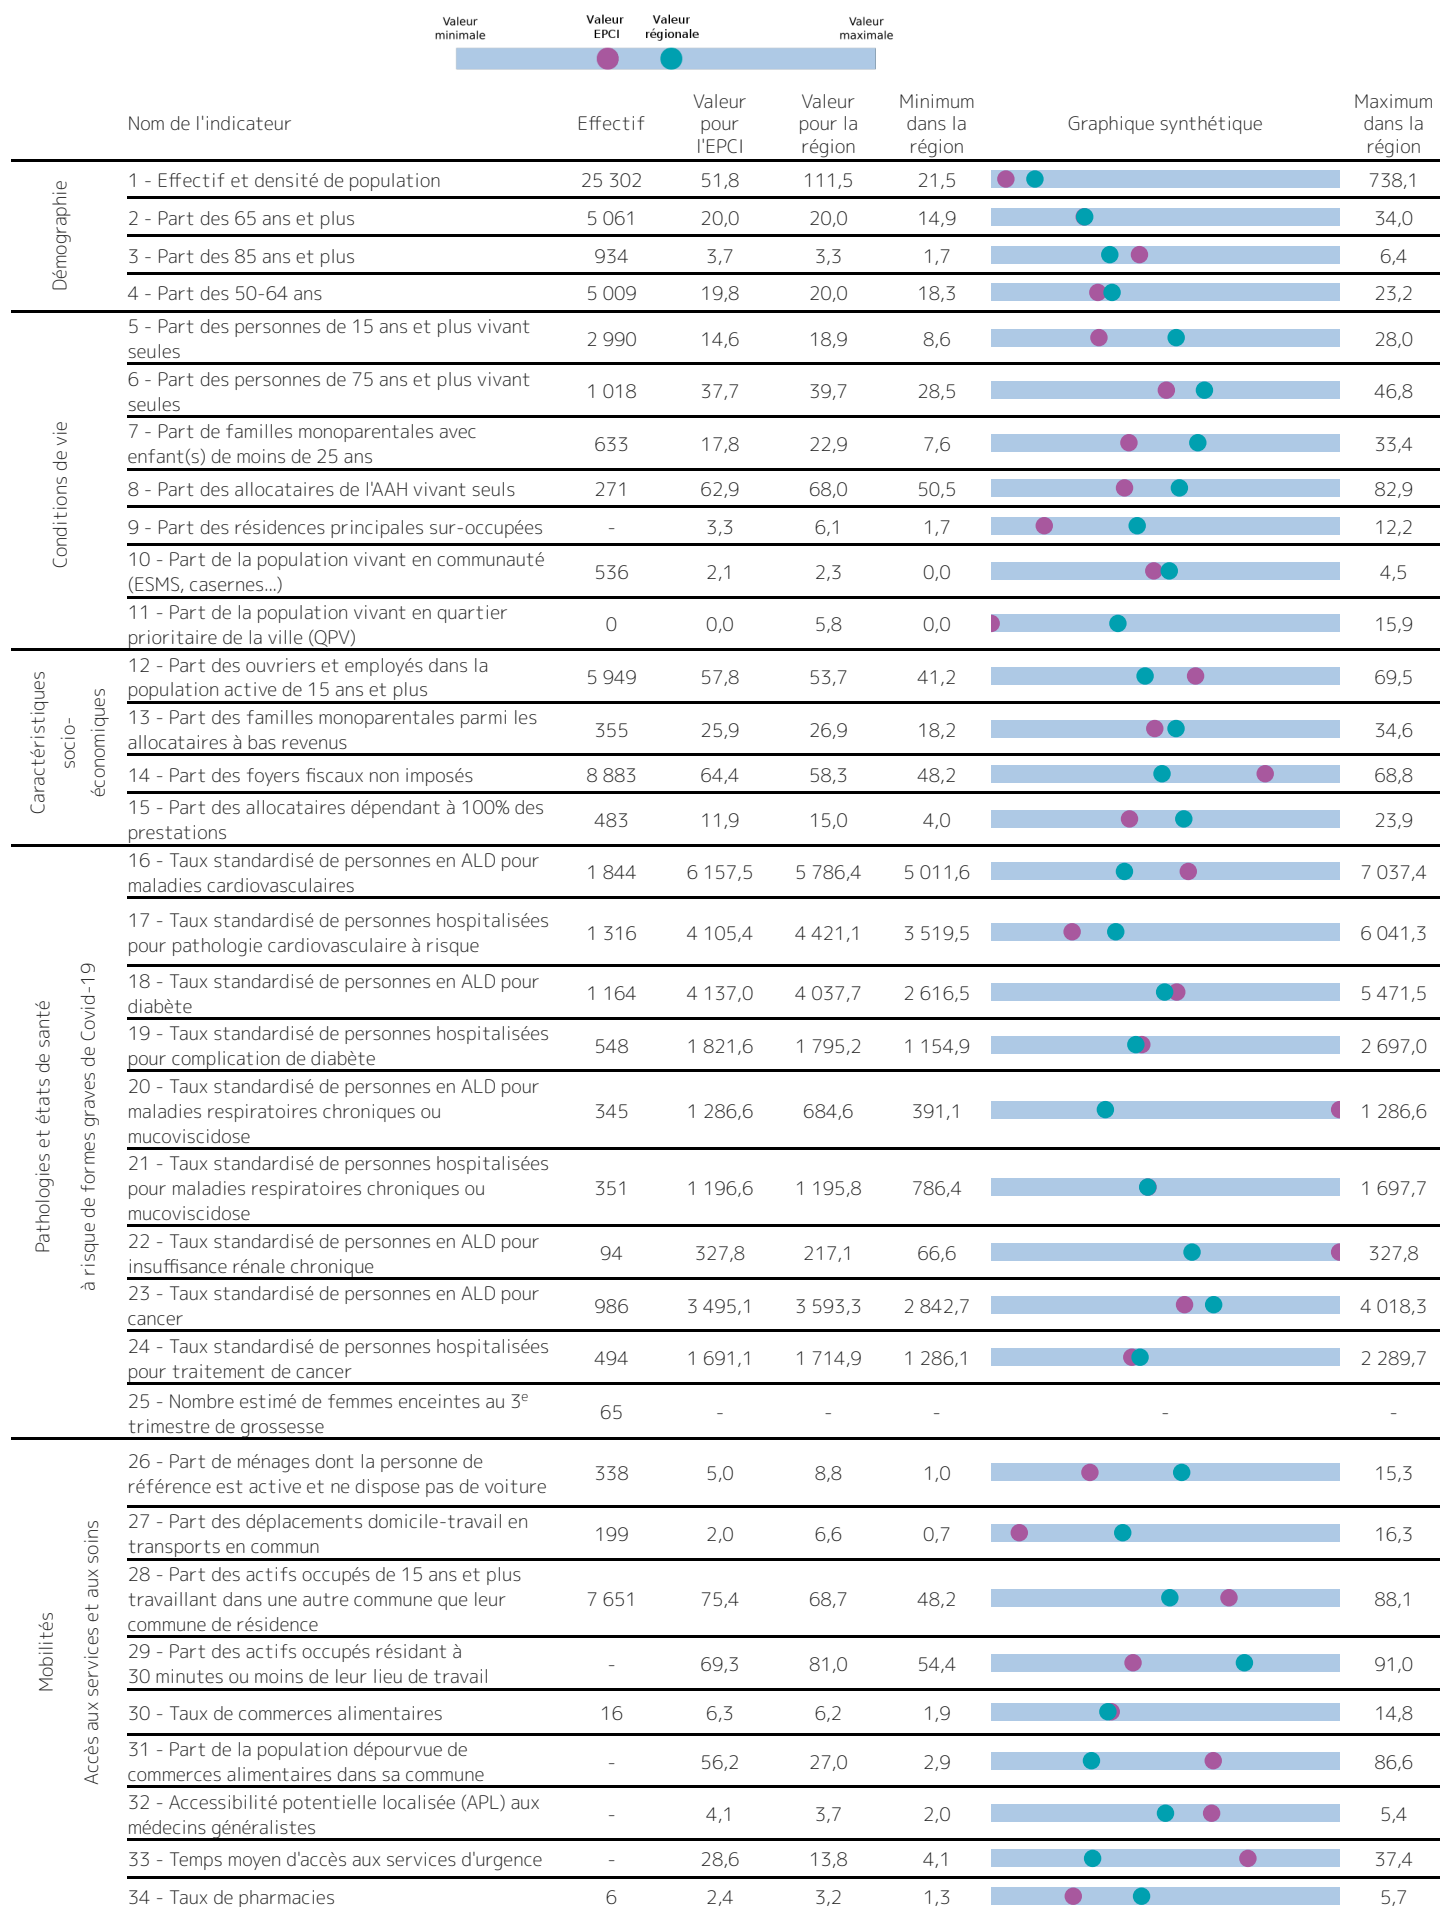 Valeur minimale
Valeur EPCI
Valeur régionale
Valeur maximale
Nom de l'indicateur
Effectif
Valeur pour l'EPCI
Valeur pour la région
Minimum dans la région
Graphique synthétique
Maximum dans la région
Démographie
1 - Effectif et densité de population 25 302 51,8 111,5 21,5 738,1
2 - Part des 65 ans et plus 5 061 20,0 20,0 14,9 34,0
3 - Part des 85 ans et plus 934 3,7 3,3 1,7 6,4
4 - Part des 50-64 ans 5 009 19,8 20,0 18,3 23,2
Conditions de vie
5 - Part des personnes de 15 ans et plus vivant
seules 2 990 14,6 18,9 8,6 28,0
6 - Part des personnes de 75 ans et plus vivant
seules 1 018 37,7 39,7 28,5 46,8
7 - Part de familles monoparentales avec
enfant(s) de moins de 25 ans 633 17,8 22,9 7,6 33,4
8 - Part des allocataires de l'AAH vivant seuls 271 62,9 68,0 50,5 82,9
9 - Part des résidences principales sur-occupées - 3,3 6,1 1,7 12,2
10 - Part de la population vivant en communauté
(ESMS, casernes...) 536 2,1 2,3 0,0 4,5
11 - Part de la population vivant en quartier
prioritaire de la ville (QPV) 0 0,0 5,8 0,0 15,9
Caractéristiques
socio-
économiques
12 - Part des ouvriers et employés dans la
population active de 15 ans et plus 5 949 57,8 53,7 41,2 69,5
13 - Part des familles monoparentales parmi les
allocataires à bas revenus 355 25,9 26,9 18,2 34,6
14 - Part des foyers fiscaux non imposés 8 883 64,4 58,3 48,2 68,8
15 - Part des allocataires dépendant à 100% des
prestations 483 11,9 15,0 4,0 23,9
Pathologies et états de santé
à risque de formes graves de Covid-19
16 - Taux standardisé de personnes en ALD pour
maladies cardiovasculaires 1 844 6 157,5 5 786,4 5 011,6 7 037,4
17 - Taux standardisé de personnes hospitalisées
pour pathologie cardiovasculaire à risque 1 316 4 105,4 4 421,1 3 519,5 6 041,3
18 - Taux standardisé de personnes en ALD pour
diabète 1 164 4 137,0 4 037,7 2 616,5 5 471,5
19 - Taux standardisé de personnes hospitalisées
pour complication de diabète 548 1 821,6 1 795,2 1 154,9 2 697,0
20 - Taux standardisé de personnes en ALD pour
maladies respiratoires chroniques ou 345 1 286,6 684,6 391,1 1 286,6
mucoviscidose
21 - Taux standardisé de personnes hospitalisées
pour maladies respiratoires chroniques ou 351 1 196,6 1 195,8 786,4 1 697,7
mucoviscidose
22 - Taux standardisé de personnes en ALD pour
insuffisance rénale chronique 94 327,8 217,1 66,6 327,8
23 - Taux standardisé de personnes en ALD pour
cancer 986 3 495,1 3 593,3 2 842,7 4 018,3
24 - Taux standardisé de personnes hospitalisées
pour traitement de cancer 494 1 691,1 1 714,9 1 286,1 2 289,7
25 - Nombre estimé de femmes enceintes au 3e
trimestre de grossesse 65 - - - - -
Mobilités
Accès aux services et aux soins
26 - Part de ménages dont la personne de
référence est active et ne dispose pas de voiture 338 5,0 8,8 1,0 15,3
27 - Part des déplacements domicile-travail en
transports en commun 199 2,0 6,6 0,7 16,3
28 - Part des actifs occupés de 15 ans et plus
travaillant dans une autre commune que leur 7 651 75,4 68,7 48,2 88,1
commune de résidence
29 - Part des actifs occupés résidant à
30 minutes ou moins de leur lieu de travail - 69,3 81,0 54,4 91,0
30 - Taux de commerces alimentaires 16 6,3 6,2 1,9 14,8
31 - Part de la population dépourvue de
commerces alimentaires dans sa commune - 56,2 27,0 2,9 86,6
32 - Accessibilité potentielle localisée (APL) aux
médecins généralistes - 4,1 3,7 2,0 5,4
33 - Temps moyen d'accès aux services d'urgence - 28,6 13,8 4,1 37,4
34 - Taux de pharmacies 6 2,4 3,2 1,3 5,7